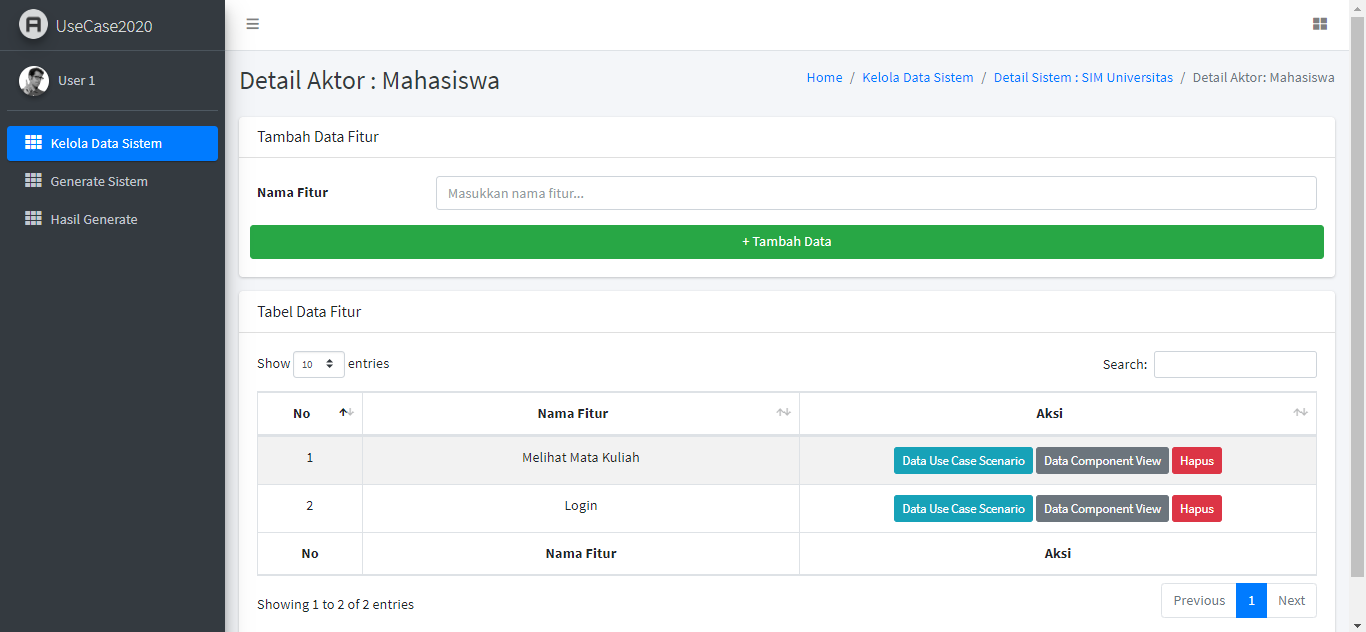 UseCase2020
User 1
Kelola Data Sistem
Generate Sistem
Hasil Generate
Detail Aktor : Mahasiswa
Home / Kelola Data Sistem / Detail Sistem : SIM Universitas / Detail Aktor: Mahasiswa
Tambah Data Fitur
Nama Fitur Masukkan nama fitur...
+ Tambah Data
Tabel Data Fitur
Show 10 entries Search:
No Nama Fitur Aksi
1 Melihat Mata Kuliah Data Use Case Scenario Data Component View Hapus
2 Login Data Use Case Scenario Data Component View Hapus
No Nama Fitur Aksi
Showing 1 to 2 of 2 entries Previous 1 Next